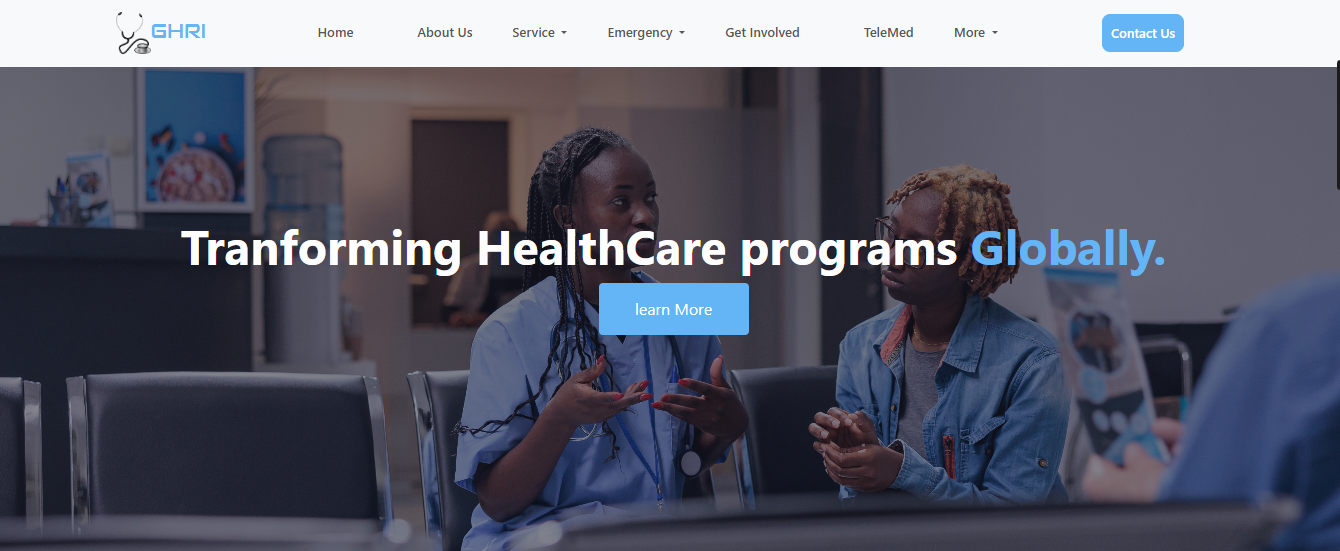 GHRI
Home About Us Service Emergency Get Involved TeleMed More Contact Us
Tranforming HealthCare programs Globally.
learn More